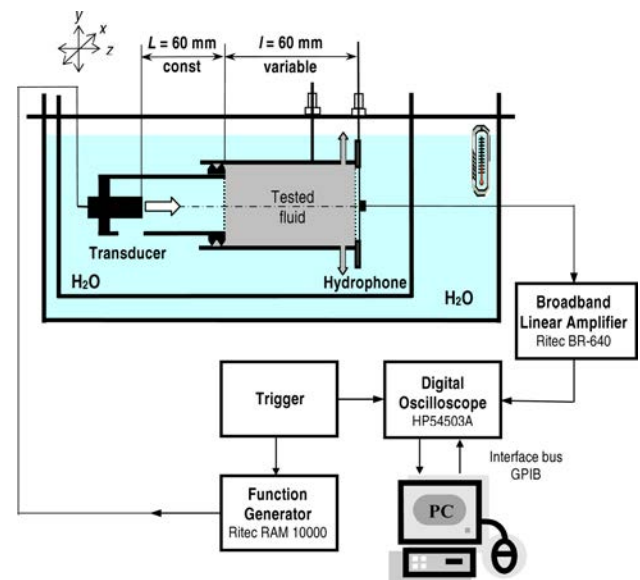 y
x
z
L = 60 mm
const
l = 60 mm
variable
Tested
fluid
Transducer
Hydrophone
H₂O
H₂O
Broadband
Linear Amplifier
Ritec BR-640
Trigger
Digital
Oscilloscope
HP54503A
Interface bus
GPIB
Function
Generator
Ritec RAM 10000
PC